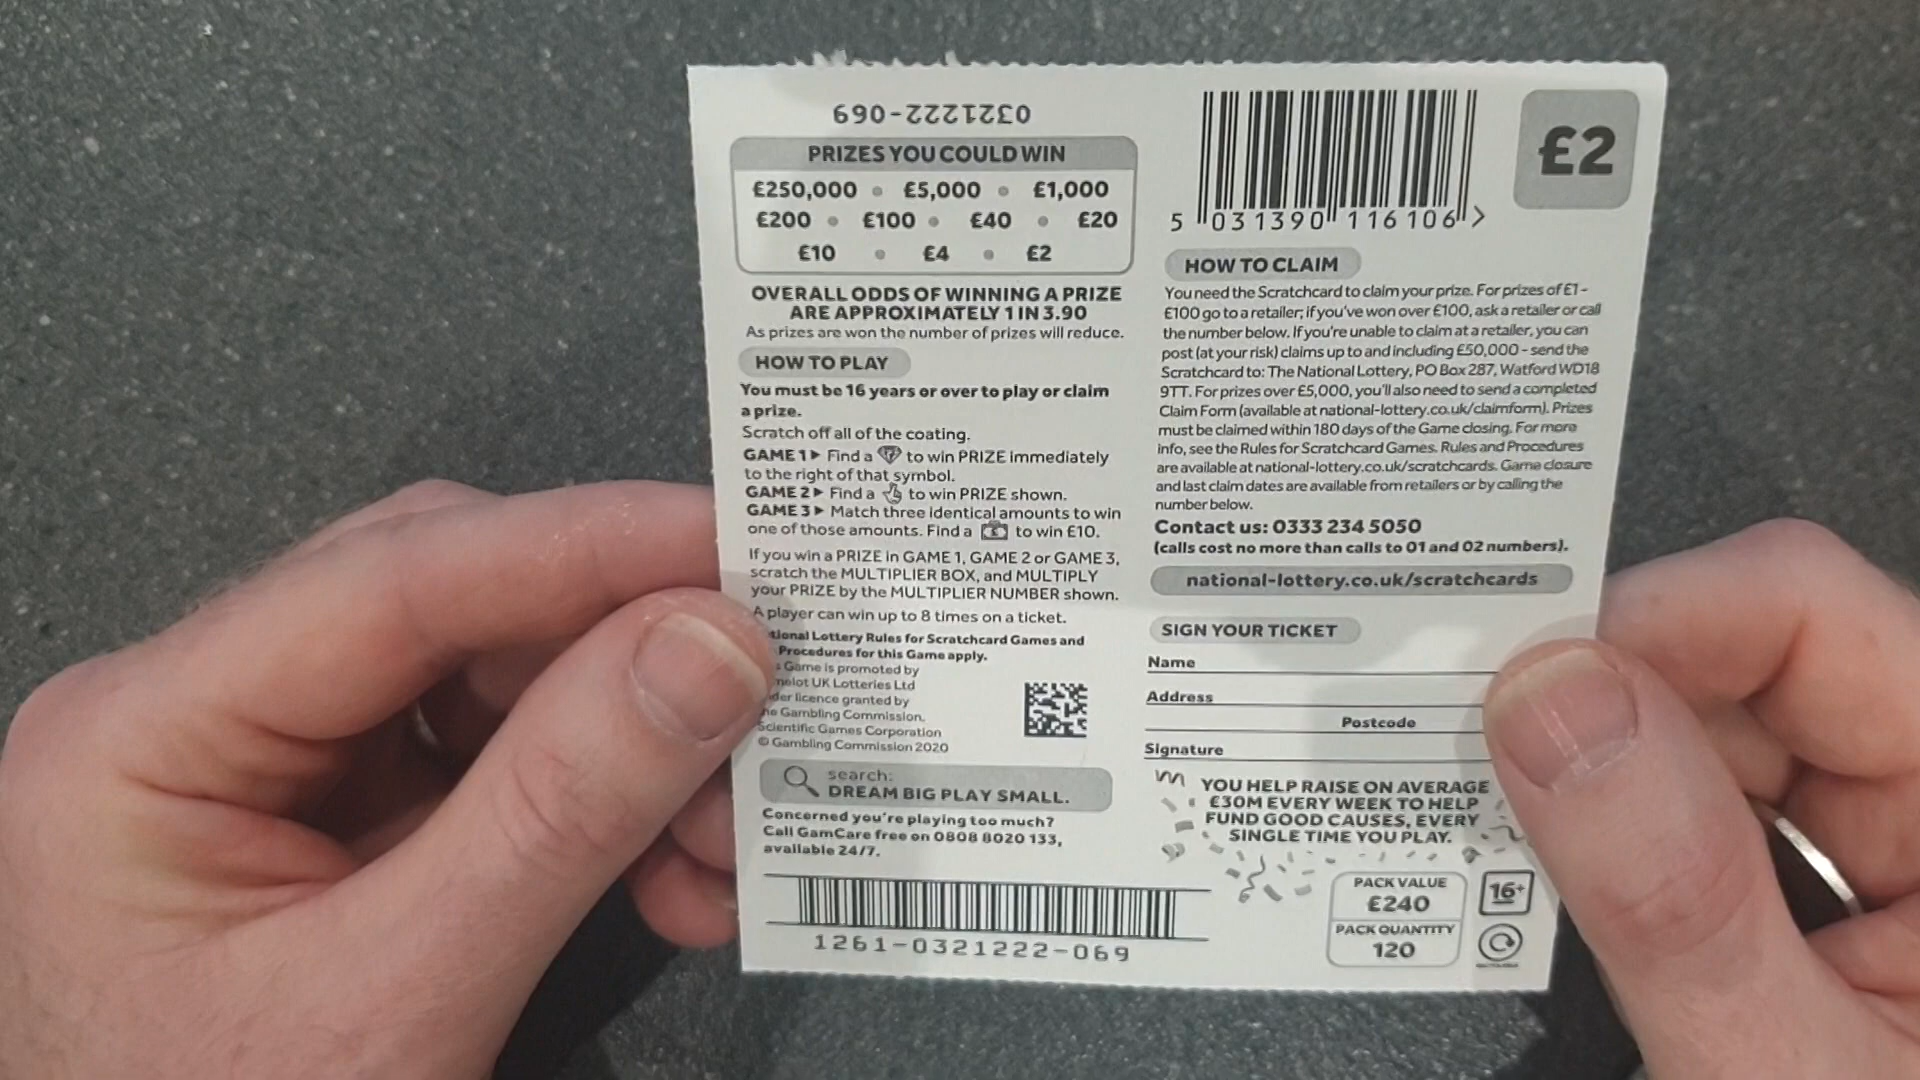 0321222-069
PRIZES YOU COULD WIN
£250,000 • £5,000 • £1,000
£200 • £100 • £40 • £20
£10 • £4 • £2
OVERALL ODDS OF WINNING A PRIZE
ARE APPROXIMATELY 1 IN 3.90
As prizes are won the number of prizes will reduce.
HOW TO PLAY
You must be 16 years or over to play or claim
a prize.
Scratch off all of the coating.
GAME 1 ▶ Find a to win PRIZE immediately
to the right of that symbol.
GAME 2 ▶ Find a to win PRIZE shown.
GAME 3 ▶ Match three identical amounts to win
one of those amounts. Find a £ to win £10.
If you win a PRIZE in GAME 1, GAME 2 or GAME 3,
scratch the MULTIPLIER BOX, and MULTIPLY
your PRIZE by the MULTIPLIER NUMBER shown.
A player can win up to 8 times on a ticket.
Lottery Rules for Scratchcard Games and
Procedures for this Game apply.
Game is promoted by
UK Lotteries Ltd
licence granted by
Gambling Commission.
Scientific Games Corporation
© Gambling Commission 2020
search:
DREAM BIG PLAY SMALL.
Concerned you're playing too much?
Call GamCare free on 0808 8020 133,
available 24/7.
1261-0321222-069
£2
5 031390 116106 >
HOW TO CLAIM
You need the Scratchcard to claim your prize. For prizes of £1 -
£100 go to a retailer; if you've won over £100, ask a retailer or call
the number below. If you're unable to claim at a retailer, you can
post (at your risk) claims up to and including £50,000 - send the
Scratchcard to: The National Lottery, PO Box 287, Watford WD18
9TT. For prizes over £5,000, you'll also need to send a completed
Claim Form (available at national-lottery.co.uk/claimform). Prizes
must be claimed within 180 days of the Game closing. For more
info, see the Rules for Scratchcard Games. Rules and Procedures
are available at national-lottery.co.uk/scratchcards. Game closure
and last claim dates are available from retailers or by calling the
number below.
Contact us: 0333 234 5050
(calls cost no more than calls to 01 and 02 numbers).
national-lottery.co.uk/scratchcards
SIGN YOUR TICKET
Name
Address
Postcode
Signature
YOU HELP RAISE ON AVERAGE
£30M EVERY WEEK TO HELP
FUND GOOD CAUSES, EVERY
SINGLE TIME YOU PLAY.
PACK VALUE
£240
PACK QUANTITY
120
16+